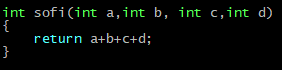 int sofi(int a,int b, int c,int d)
{
    return a+b+c+d;
}